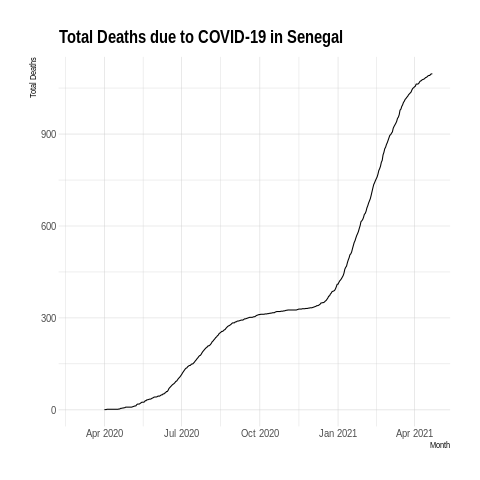 Total Deaths due to COVID-19 in Senegal
Total Deaths
900
600
300
0
Apr 2020 Jul 2020 Oct 2020 Jan 2021 Apr 2021
Month